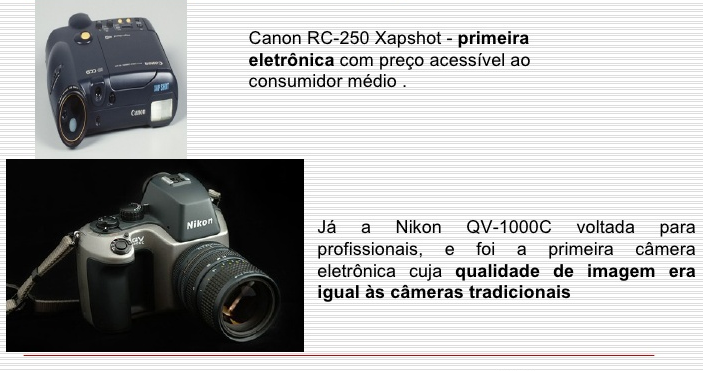 Canon RC-250 Xapshot - primeira
eletrônica com preço acessível ao
consumidor médio .
Canon
Nikon
Já a Nikon QV-1000C voltada para
profissionais, e foi a primeira câmera
eletrônica cuja qualidade de imagem era
igual às câmeras tradicionais